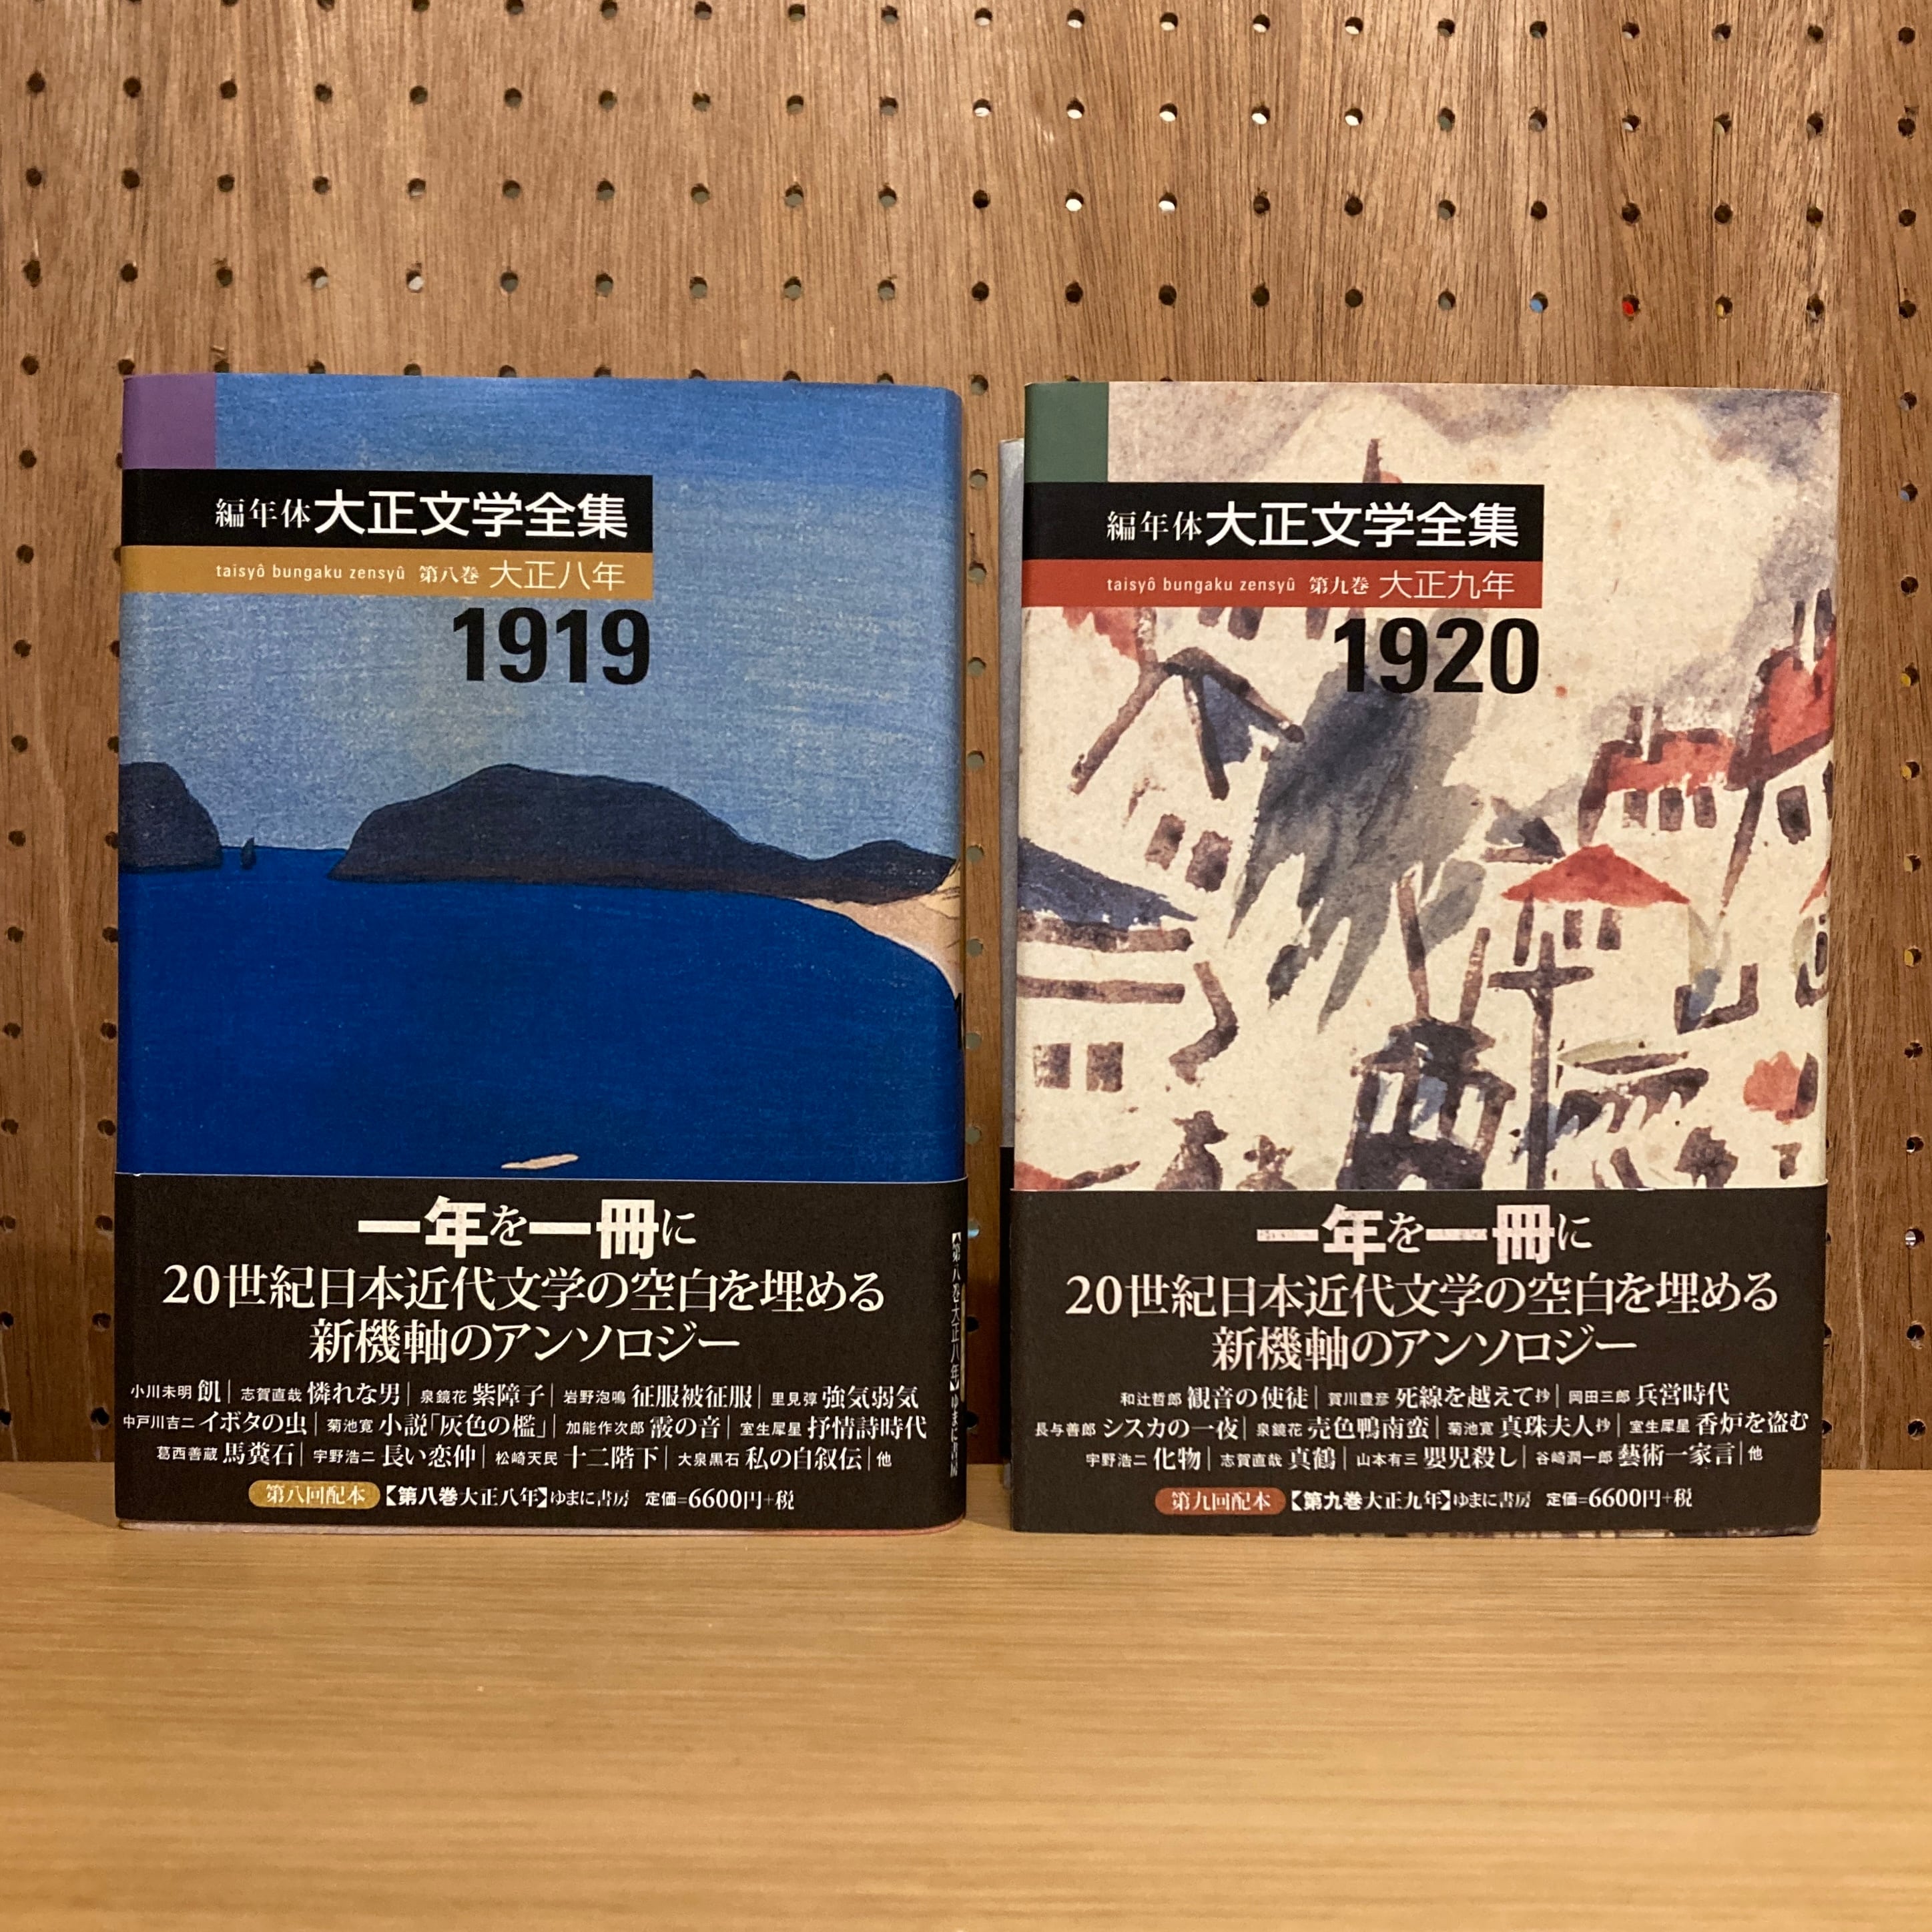 編年体 大正文学全集
taisyô bungaku zensyû 第八巻 大正八年
1919
一年を一冊に
20世紀日本近代文学の空白を埋める
新機軸のアンソロジー
小川未明 飢│志賀直哉 憐れな男│泉鏡花 紫障子│岩野泡鳴 征服被征服│里見弴 強気弱気
中戸川吉二 イボタの虫│菊池寛 小説「灰色の檻」│加能作次郎 霰の音│室生犀星 抒情詩時代
葛西善蔵 馬糞石│宇野浩二 長い恋仲│松崎天民 十二階下│大泉黒石 私の自叙伝│他
第八回配本 【第八巻大正八年】ゆまに書房 定価=6600円+税
【第八巻大正八年】ゆまに書房
編年体 大正文学全集
taisyô bungaku zensyû 第九巻 大正九年
1920
一年を一冊に
20世紀日本近代文学の空白を埋める
新機軸のアンソロジー
和辻哲郎 観音の使徒│賀川豊彦 死線を越えて抄│岡田三郎 兵営時代
長与善郎 シスカの一夜│泉鏡花 売色鴨南蛮│菊池寛 真珠夫人抄│室生犀星 香炉を盗む
宇野浩二 化物│志賀直哉 真鶴│山本有三 嬰児殺し│谷崎潤一郎 藝術一家言│他
第九回配本 【第九巻大正九年】ゆまに書房 定価=6600円+税